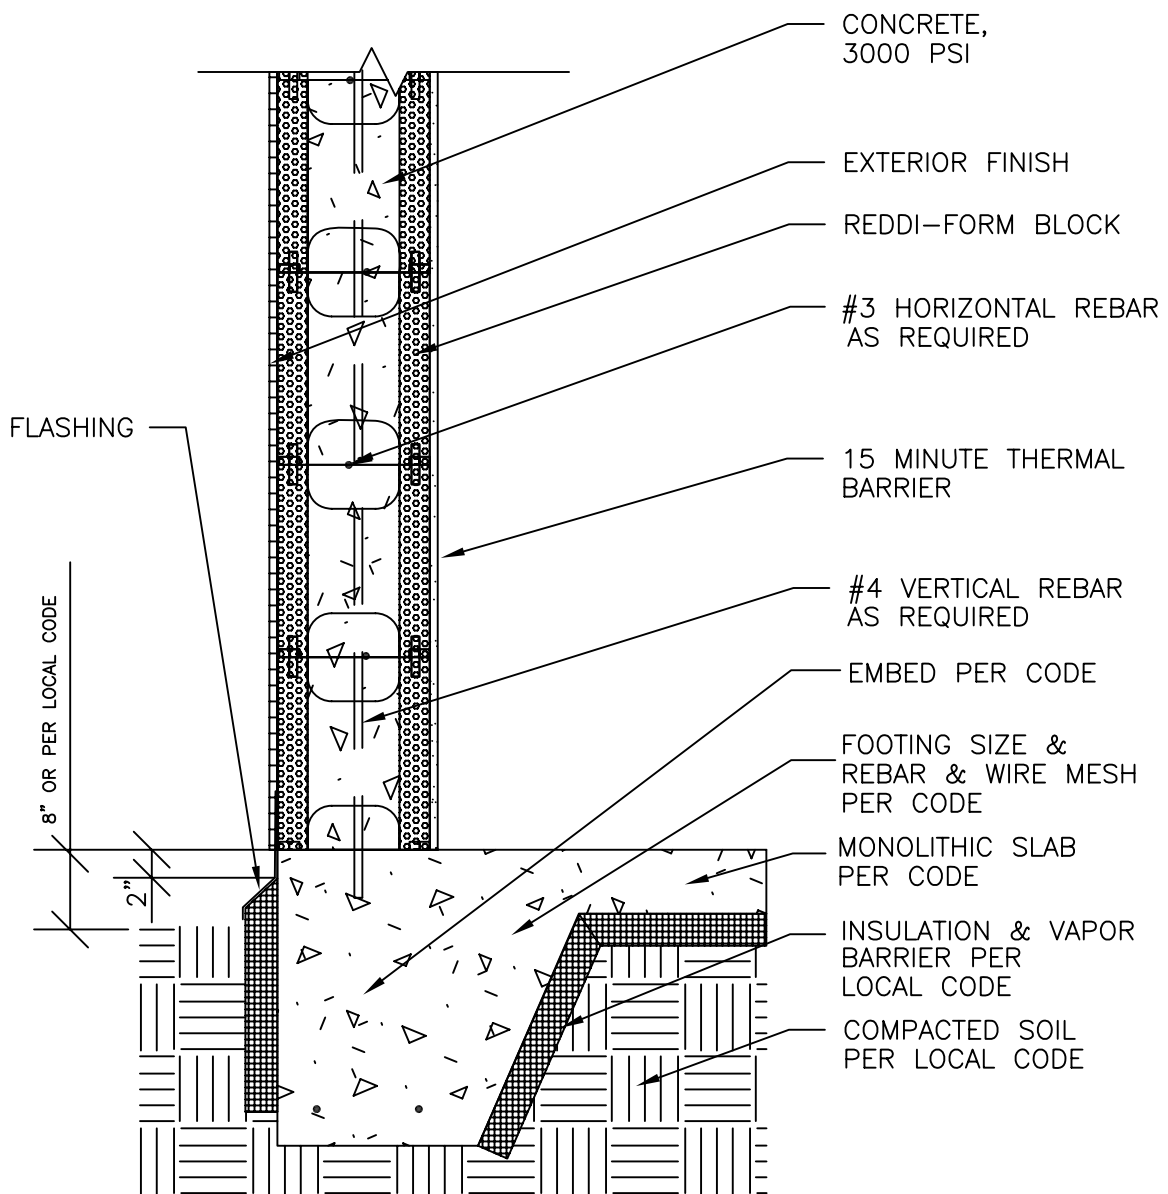 CONCRETE,
3000 PSI
EXTERIOR FINISH
REDDI-FORM BLOCK
#3 HORIZONTAL REBAR
AS REQUIRED
FLASHING
15 MINUTE THERMAL
BARRIER
#4 VERTICAL REBAR
AS REQUIRED
8" OR PER LOCAL CODE
EMBED PER CODE
FOOTING SIZE &
REBAR & WIRE MESH
PER CODE
MONOLITHIC SLAB
PER CODE
2"
INSULATION & VAPOR
BARRIER PER
LOCAL CODE
COMPACTED SOIL
PER LOCAL CODE